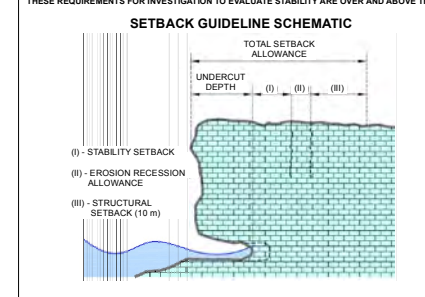 THESE REQUIREMENTS FOR INVESTIGATION TO EVALUATE STABILITY ARE OVER AND ABOVE
SETBACK GUIDELINE SCHEMATIC
TOTAL SETBACK
ALLOWANCE
UNDERCUT
DEPTH
(I)
(II)
(III)
(I) - STABILITY SETBACK
(II) - EROSION RECESSION
ALLOWANCE
(III) - STRUCTURAL
SETBACK (10 m)